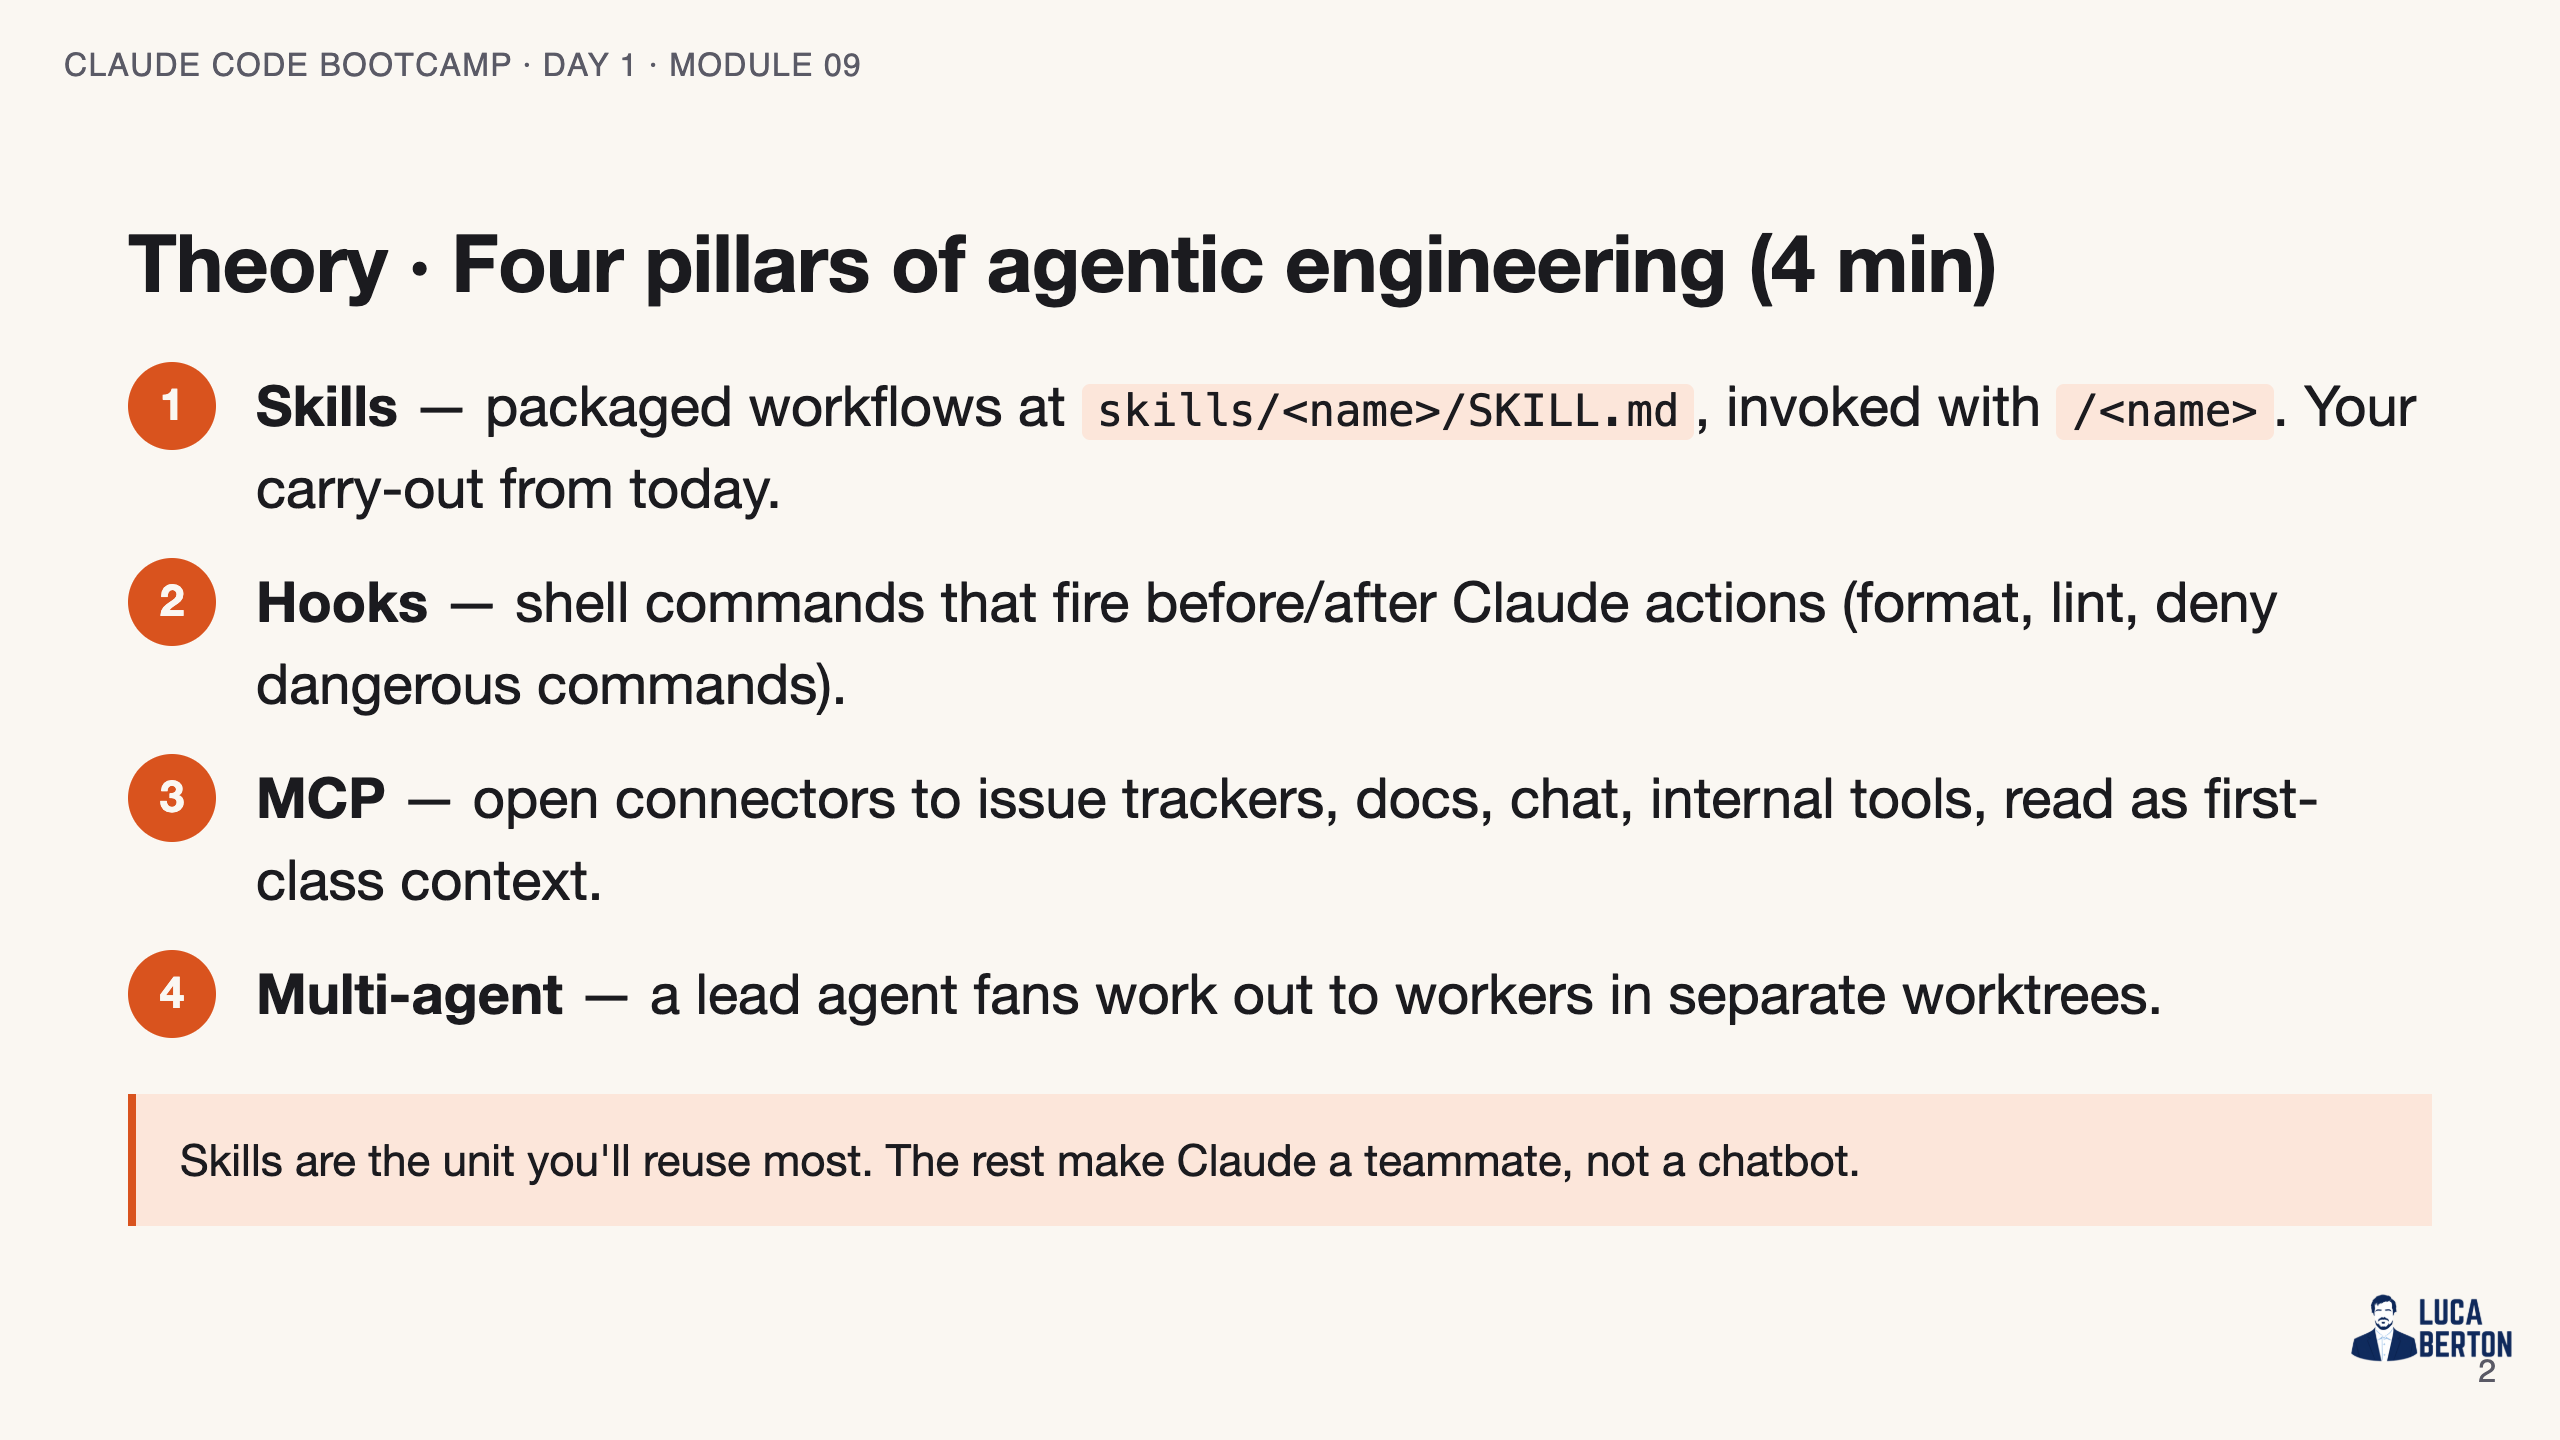 CLAUDE CODE BOOTCAMP · DAY 1 · MODULE 09
Theory · Four pillars of agentic engineering (4 min)
1 Skills — packaged workflows at skills/<name>/SKILL.md, invoked with /<name>. Your
carry-out from today.
2 Hooks — shell commands that fire before/after Claude actions (format, lint, deny
dangerous commands).
3 MCP — open connectors to issue trackers, docs, chat, internal tools, read as first-
class context.
4 Multi-agent — a lead agent fans work out to workers in separate worktrees.
Skills are the unit you'll reuse most. The rest make Claude a teammate, not a chatbot.
LUCA
BERTON
2